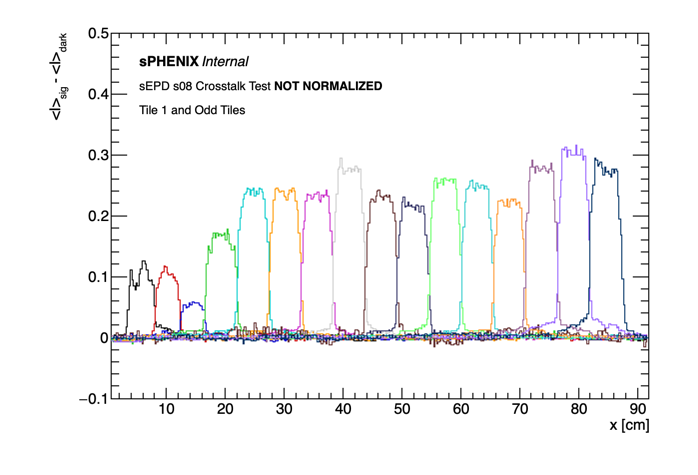 0.5
sPHENIX Internal
sEPD s08 Crosstalk Test NOT NORMALIZED
Tile 1 and Odd Tiles
<I>sig - <I>dark
0.4
0.3
0.2
0.1
0
−0.1
10 20 30 40 50 60 70 80 90
x [cm]